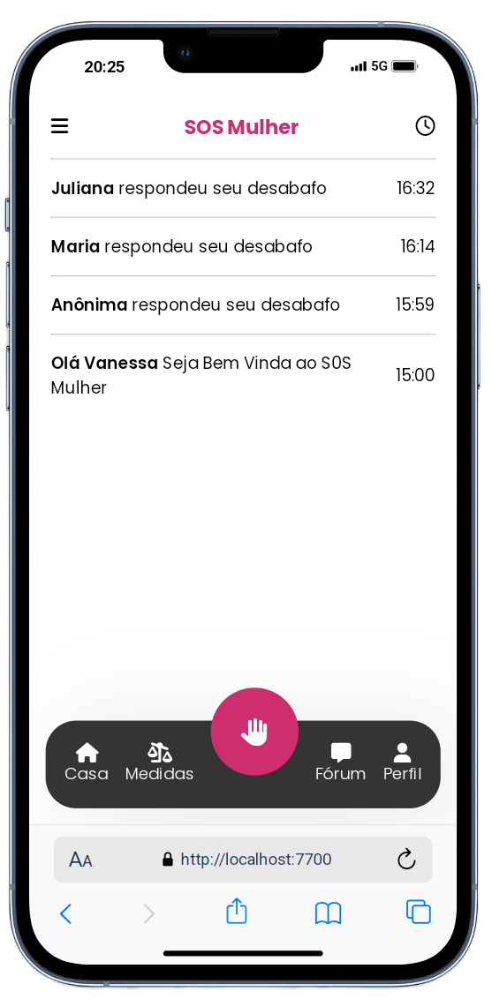 20:25
5G
SOS Mulher
Juliana respondeu seu desabafo 16:32
Maria respondeu seu desabafo 16:14
Anônima respondeu seu desabafo 15:59
Olá Vanessa Seja Bem Vinda ao S0S
Mulher
15:00
Casa Medidas Fórum Perfil
AA http://localhost:7700